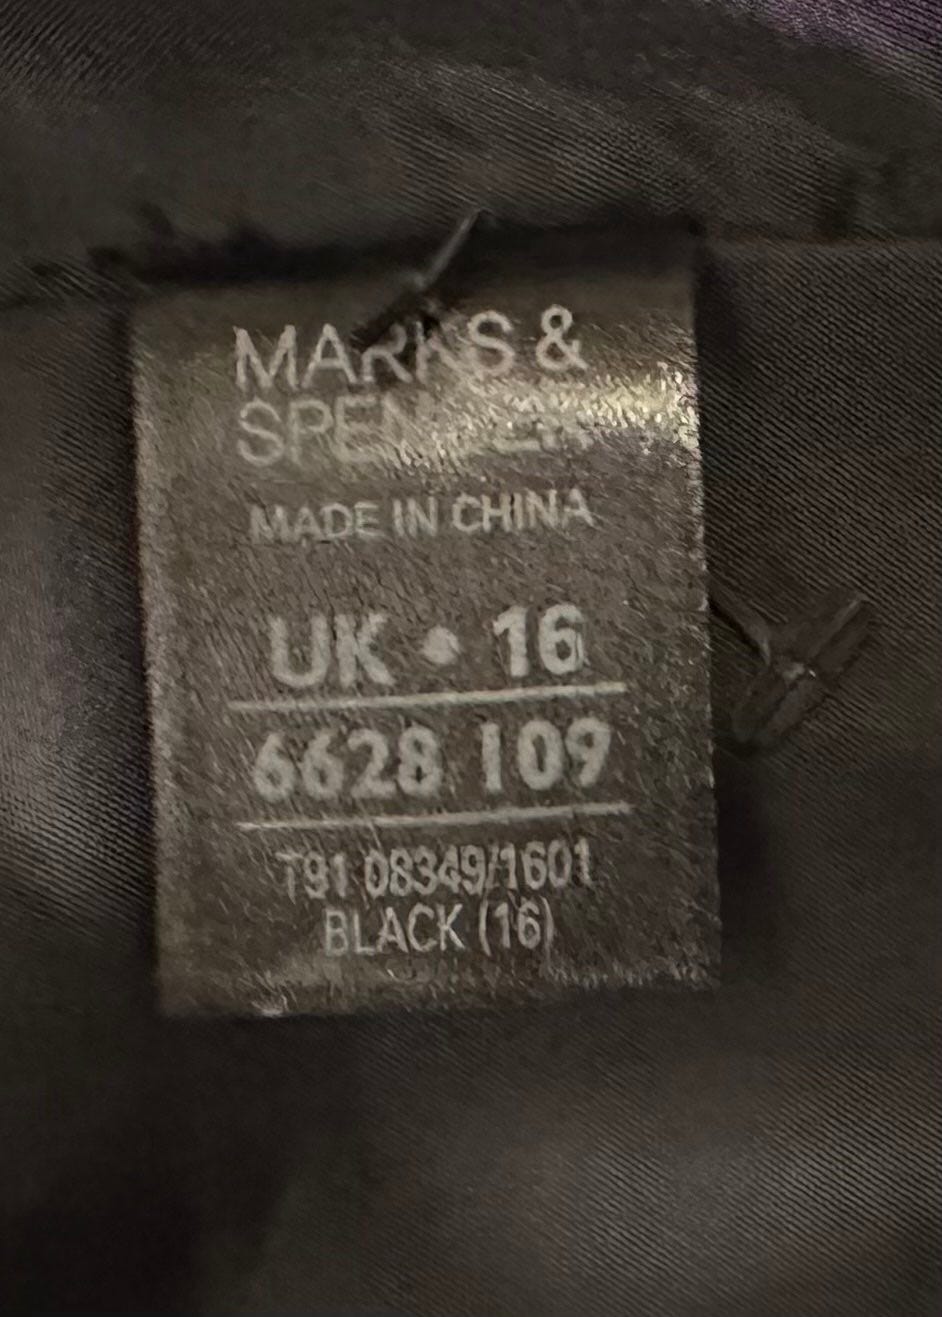 MARKS &
SPENCER
MADE IN CHINA
UK • 16
6628 109
T91 08349/1601
BLACK (16)